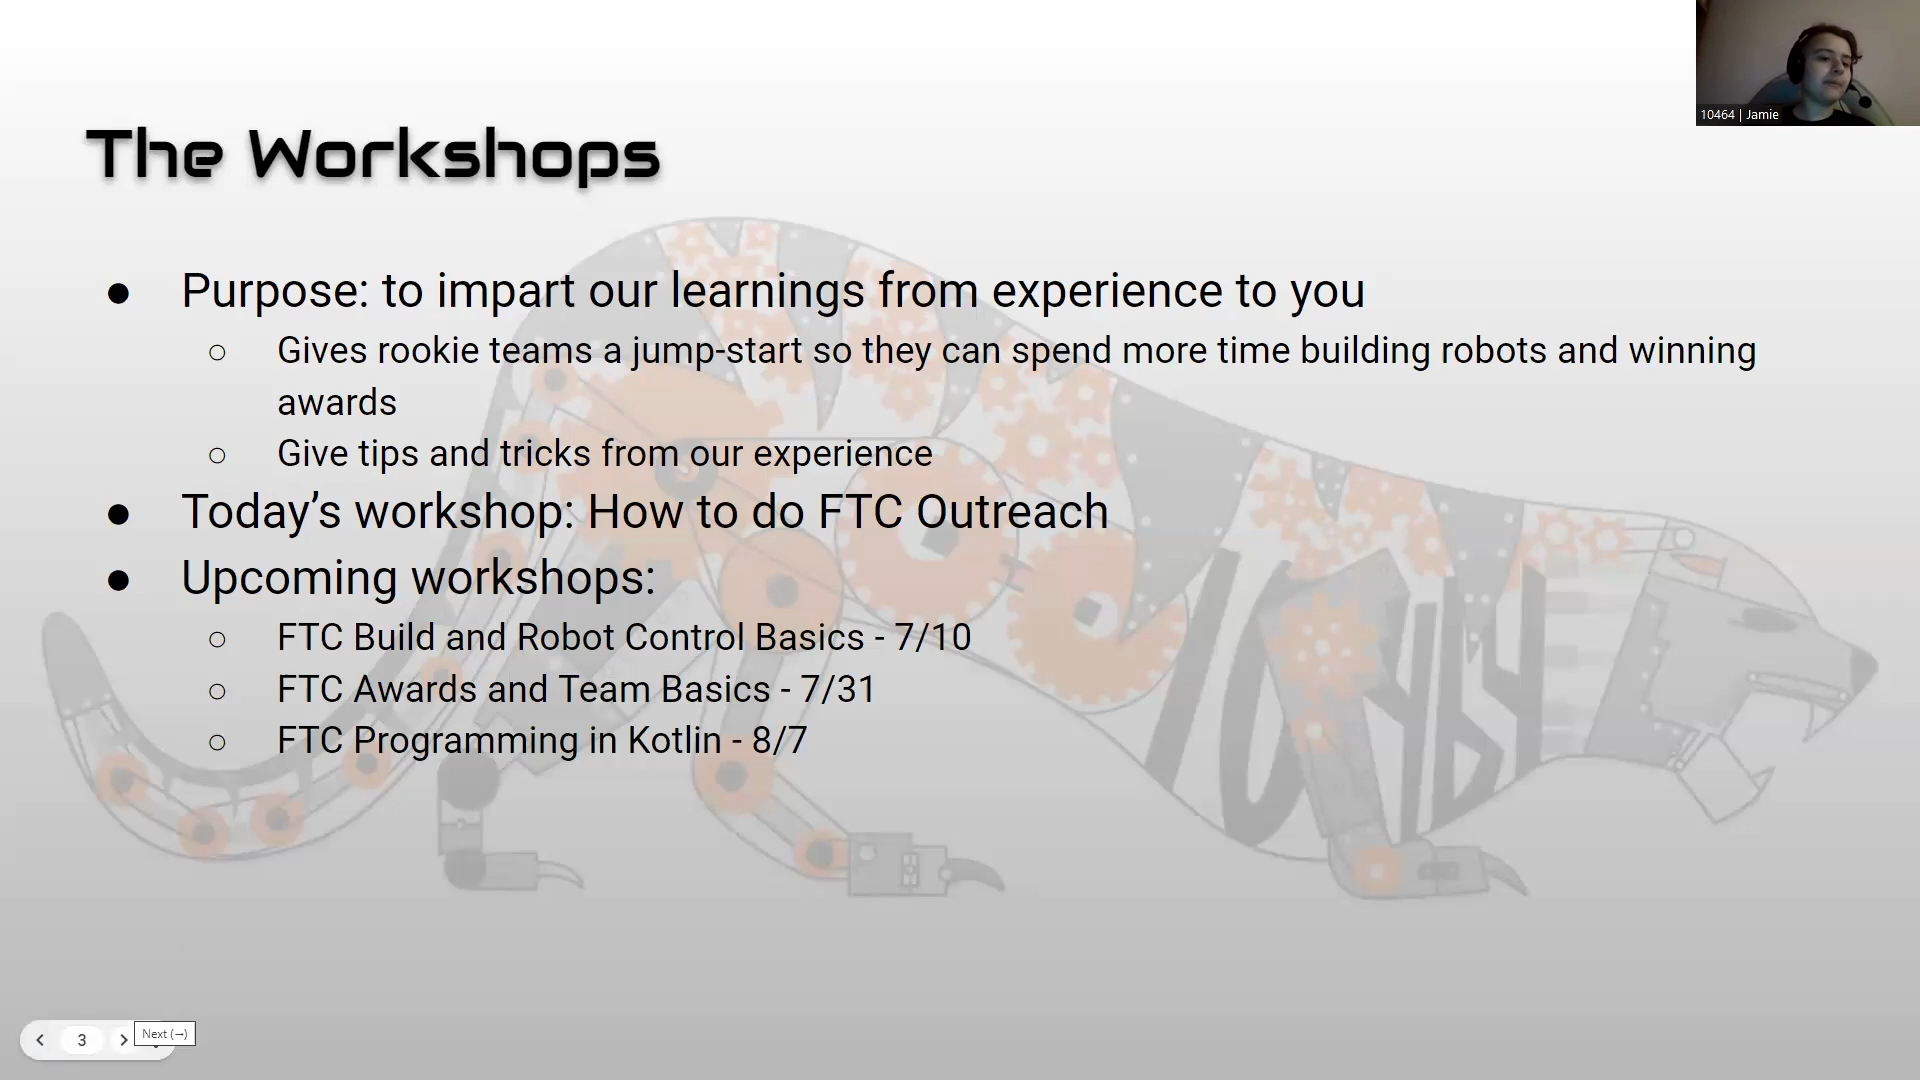 10464 | Jamie
The Workshops
● Purpose: to impart our learnings from experience to you
○ Gives rookie teams a jump-start so they can spend more time building robots and winning
awards
○ Give tips and tricks from our experience
● Today’s workshop: How to do FTC Outreach
● Upcoming workshops:
○ FTC Build and Robot Control Basics - 7/10
○ FTC Awards and Team Basics - 7/31
○ FTC Programming in Kotlin - 8/7
10464
3
Next (→)